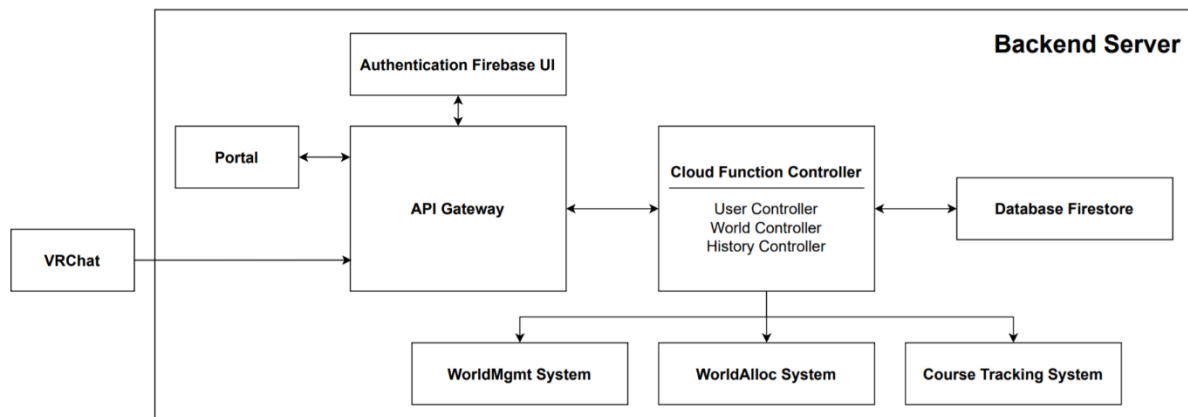 Backend Server
Authentication Firebase UI
Portal
API Gateway
Cloud Function Controller
User Controller
World Controller
History Controller
Database Firestore
VRChat
WorldMgmt System
WorldAlloc System
Course Tracking System